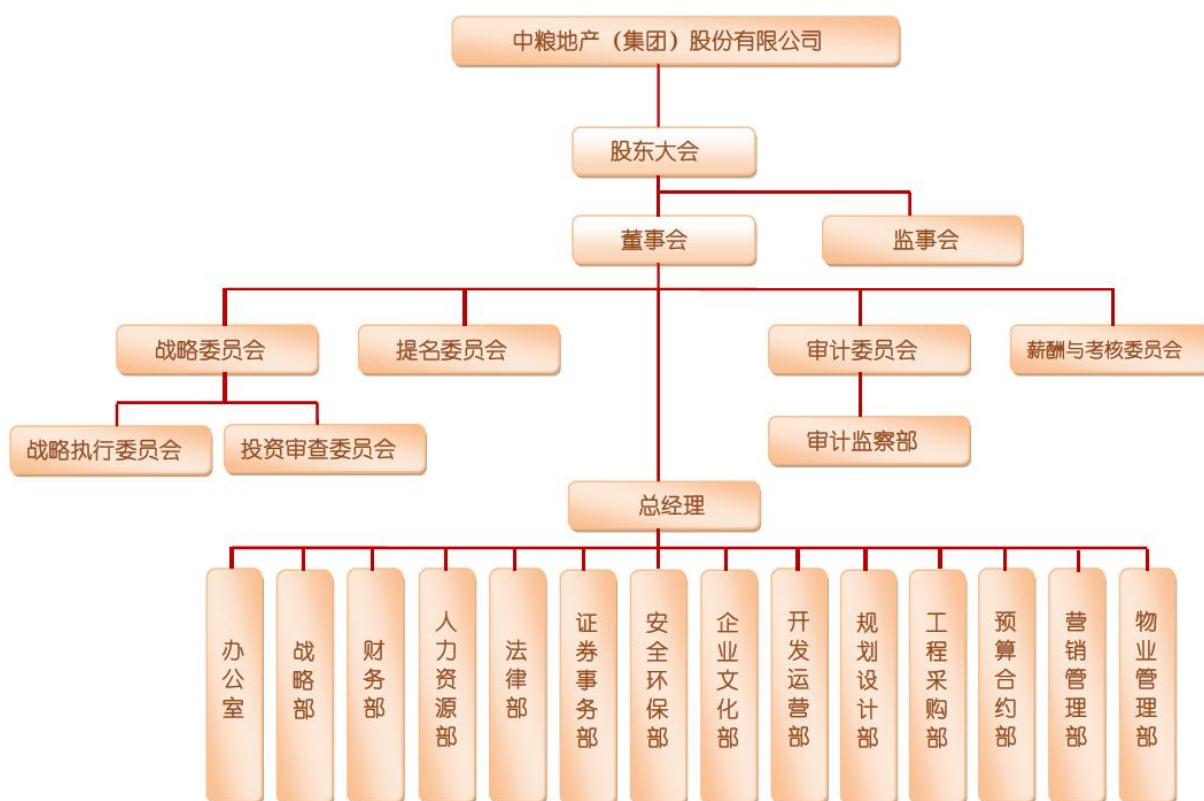 中粮地产（集团）股份有限公司
股东大会
董事会
监事会
战略委员会
提名委员会
审计委员会
薪酬与考核委员会
战略执行委员会
投资审查委员会
审计监察部
总经理
办公室
战略部
财务部
人力资源部
法律部
证券事务部
安全环保部
企业文化部
开发运营部
规划设计部
工程采购部
预算合约部
营销管理部
物业管理部